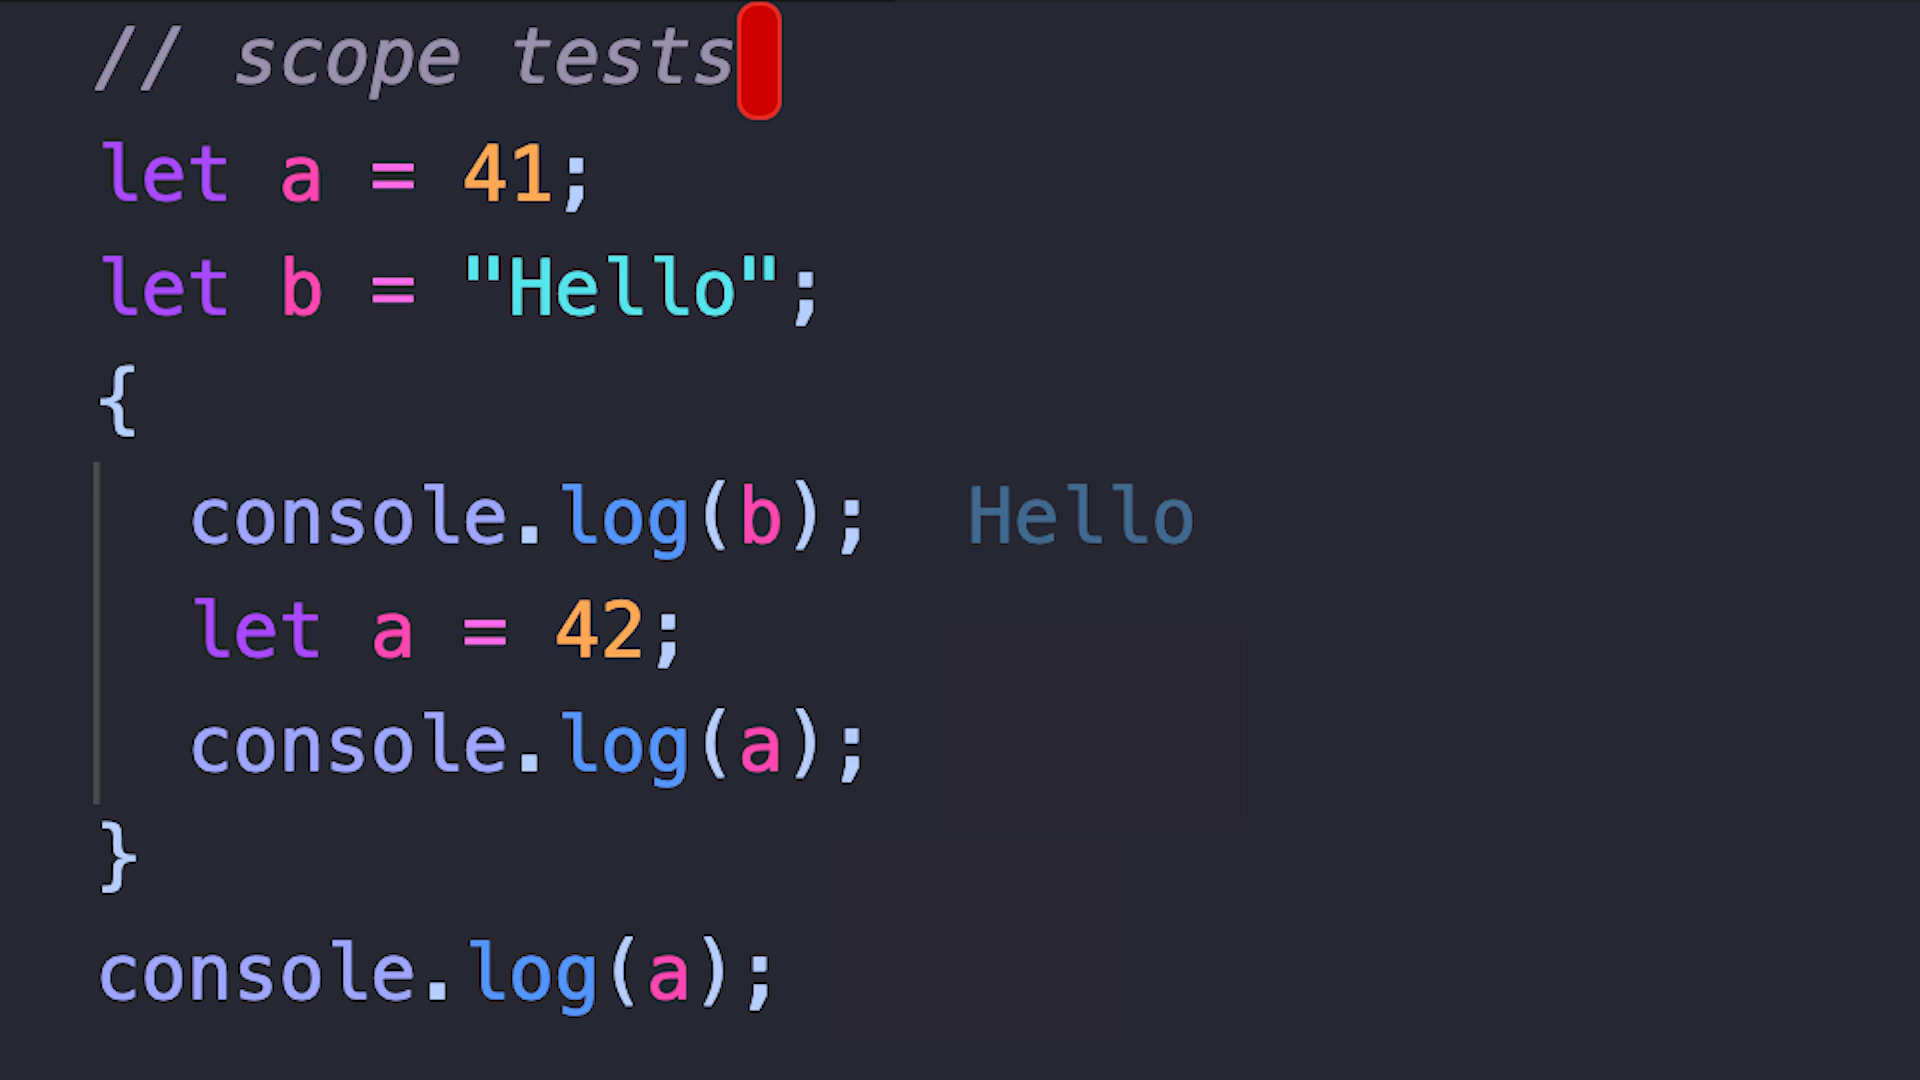 // scope tests
let a = 41;
let b = "Hello";
{
  console.log(b);  Hello
  let a = 42;
  console.log(a);
}
console.log(a);